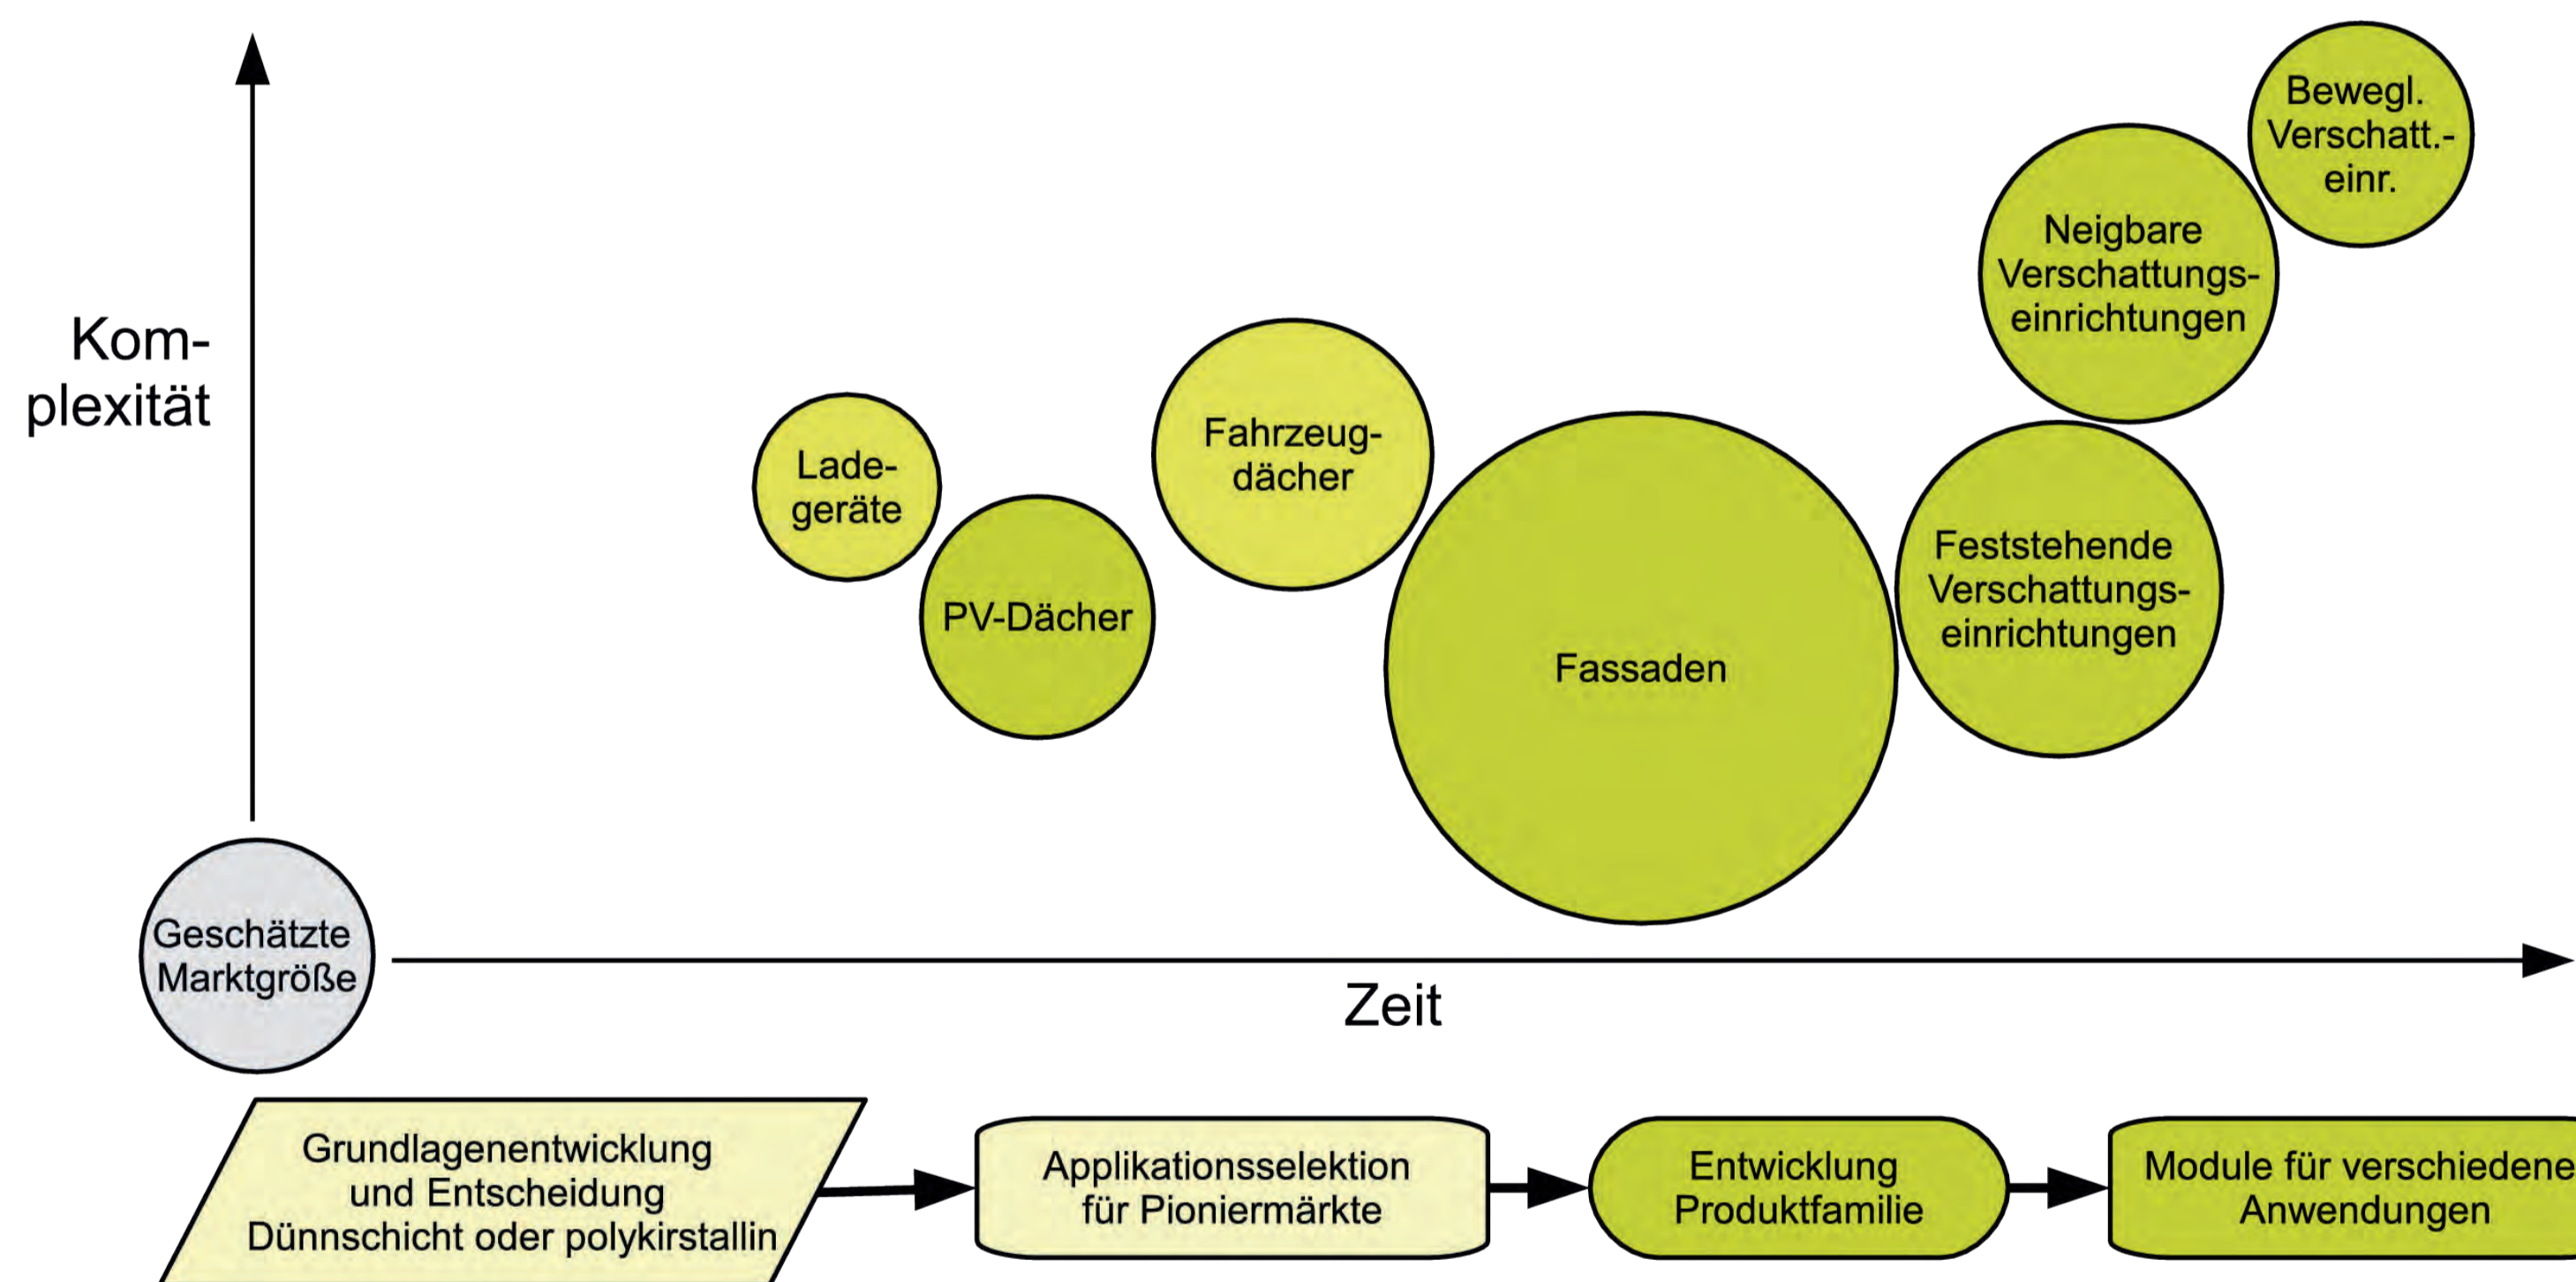 Bewegl.
Verschatt.-
einr.
Neigbare
Verschattungs-
einrichtungen
Kom-
plexität
Fahrzeug-
dächer
Lade-
geräte
Feststehende
Verschattungs-
einrichtungen
PV-Dächer
Fassaden
Geschätzte
Marktgröße
Zeit
Grundlagenentwicklung
und Entscheidung
Dünnschicht oder polykirstallin
Applikationsselektion
für Pioniermärkte
Entwicklung
Produktfamilie
Module für verschiedene
Anwendungen